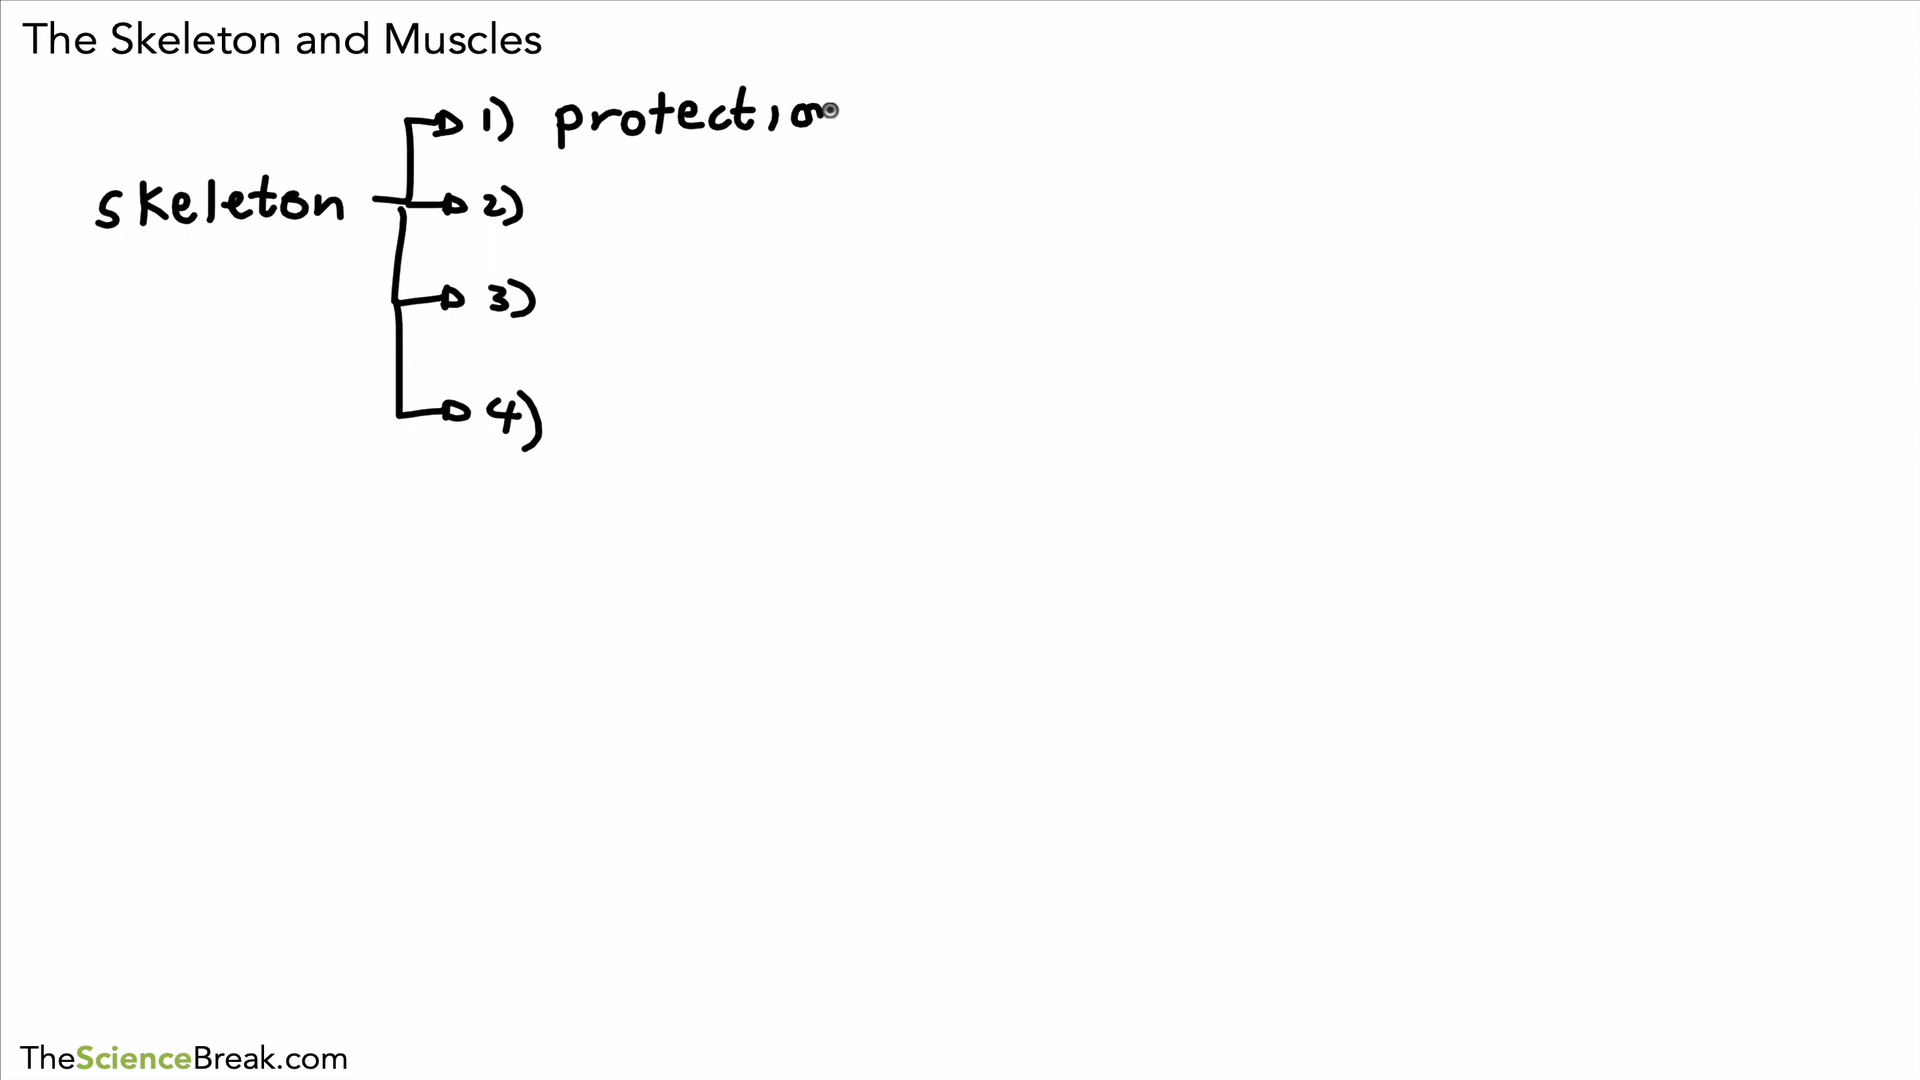 The Skeleton and Muscles
1) protection
skeleton 2)
3)
4)
TheScienceBreak.com